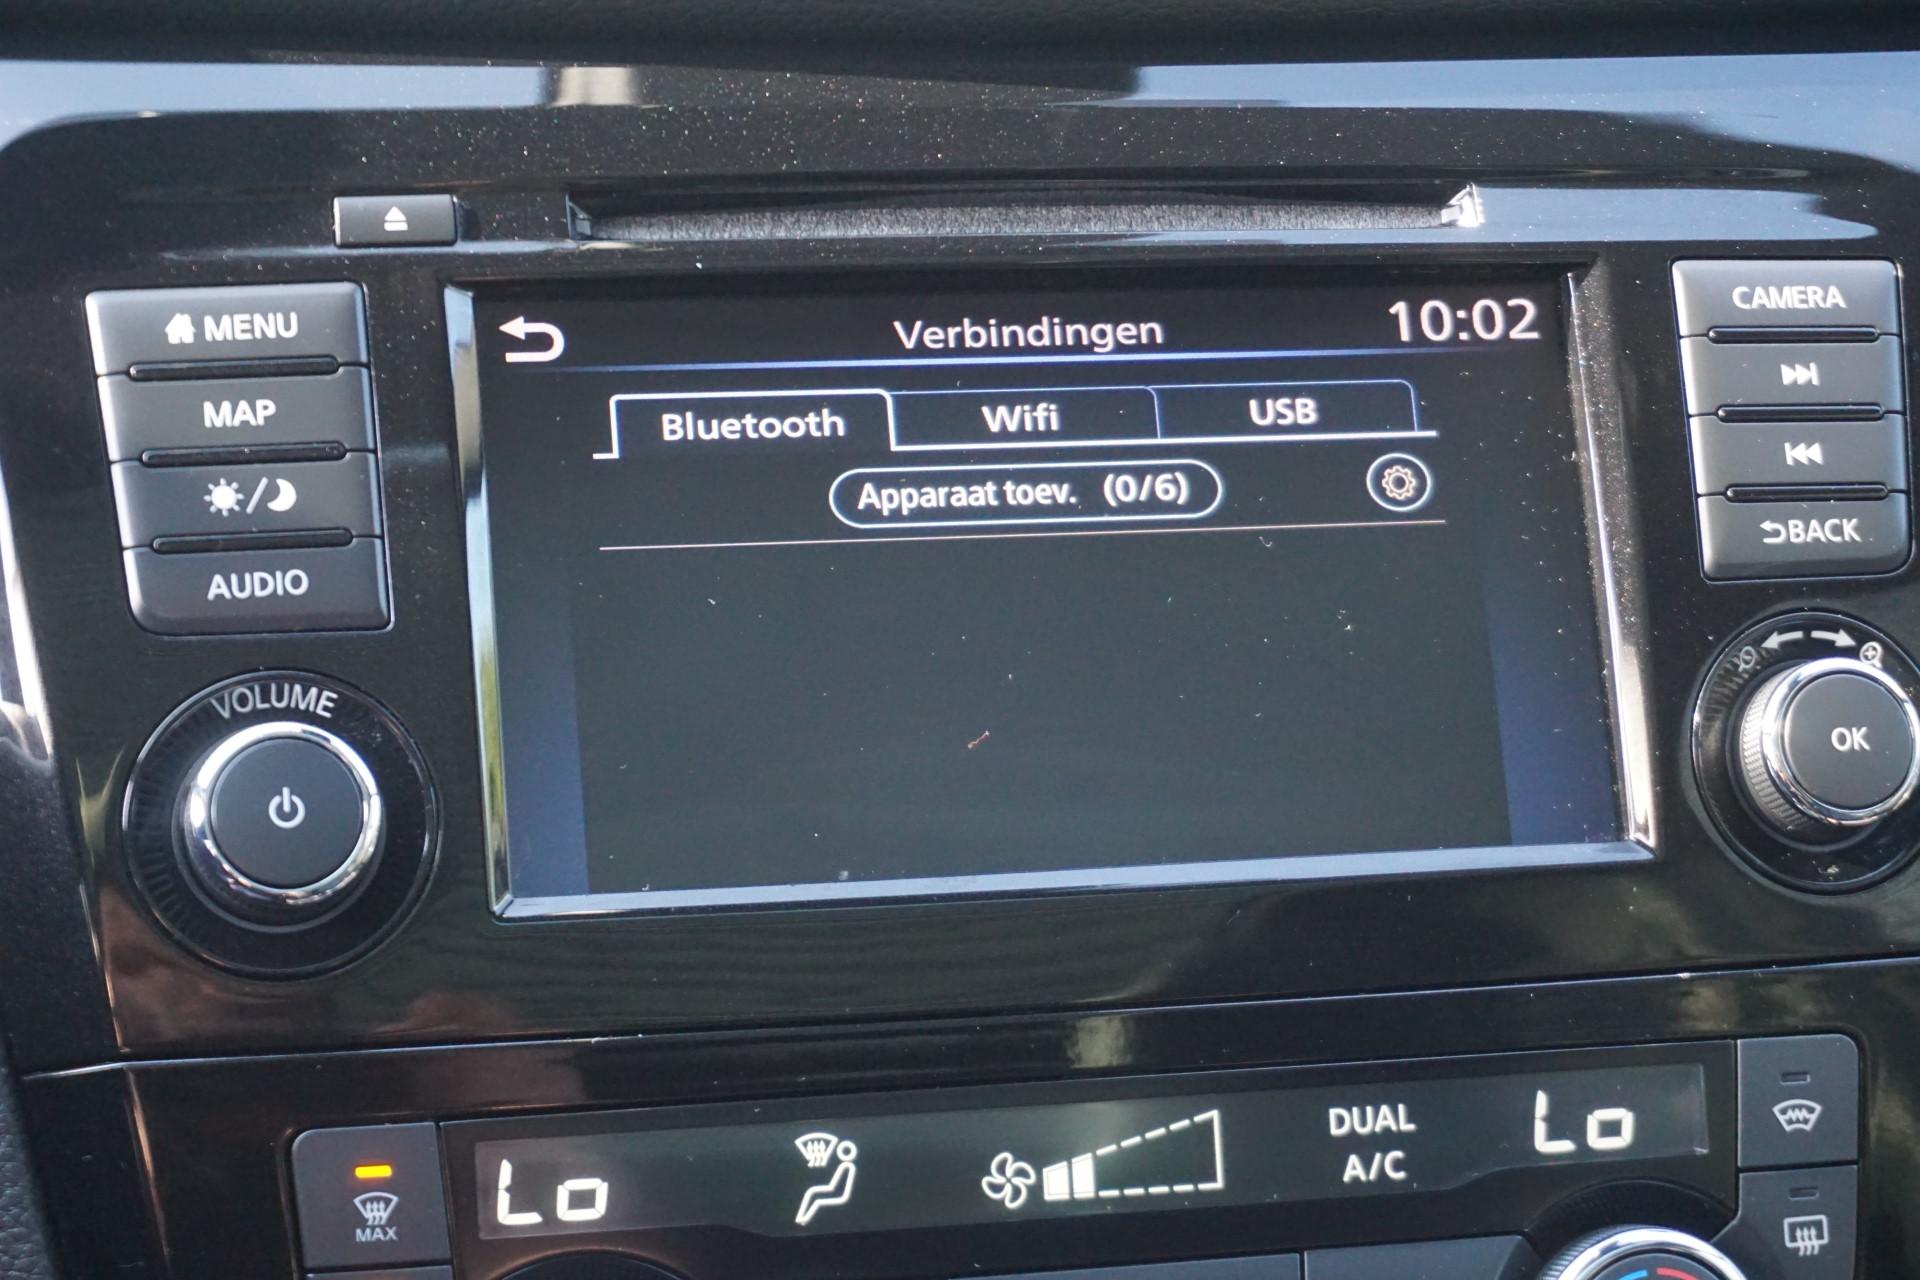 MENU
MAP
AUDIO
VOLUME
Verbindingen
10:02
Bluetooth
Wifi
USB
Apparaat toev. (0/6)
CAMERA
BACK
OK
MAX
Lo
DUAL
A/C
Lo